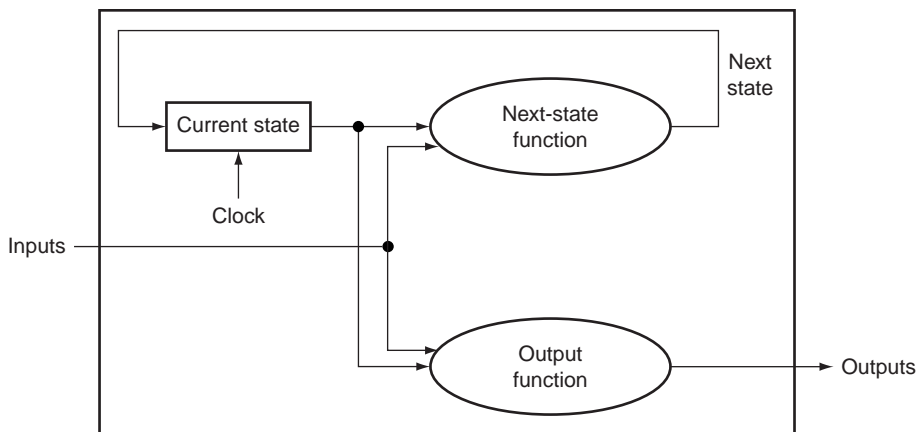 Next
state
Current state
Next-state
function
Clock
Inputs
Output
function
Outputs